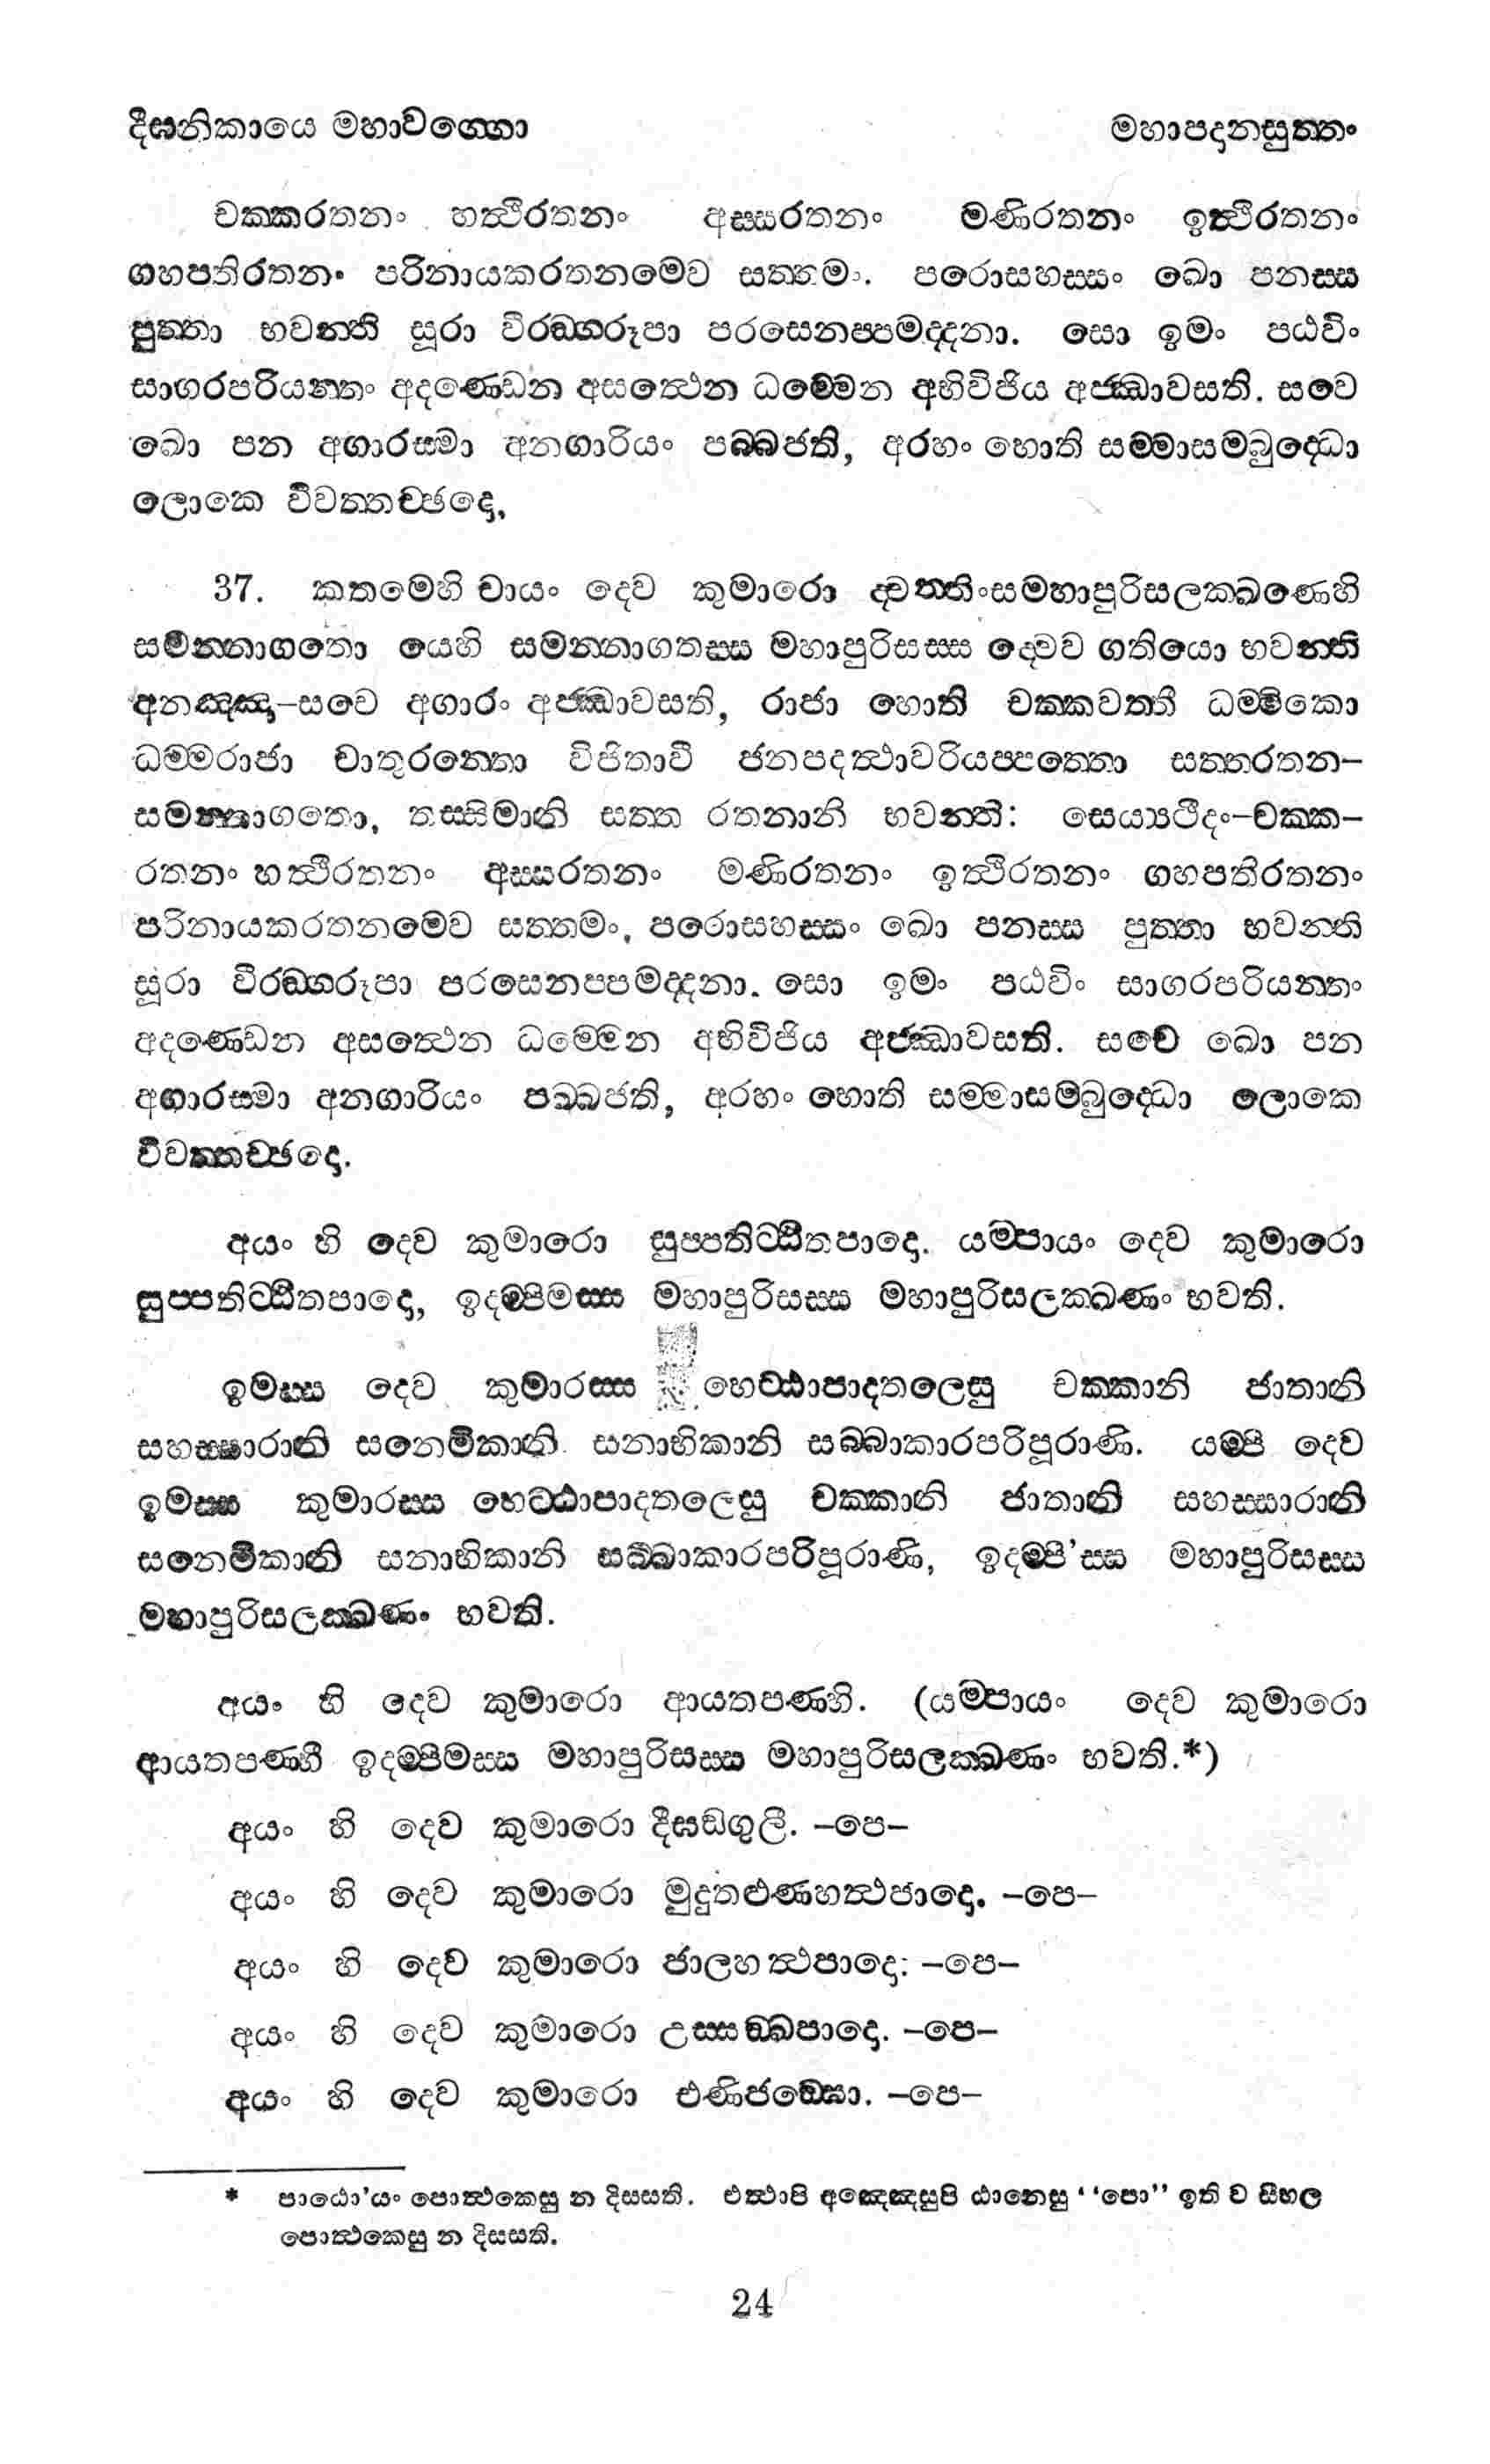 දීඝනිකායෙ මහාවග්ගො මහාපදානසුත්තං
චක්කරතනං හත්ථිරතනං අස්සරතනං මණිරතනං ඉත්ථිරතනං
ගහපතිරතනං පරිනායකරතනමෙව සත්තමං. පරොසහස්සං ඛො පනස්ස
පුත්තා භවන්ති සූරා වීරඞ්ගරූපා පරසෙනප්පමද්දනා. සො ඉමං පඨවිං
සාගරපරියන්තං අදණ්ඩෙන අසත්ථෙන ධම්මෙන අභිවිජිය අජ්ඣාවසති. සචෙ
ඛො පන අගාරස්මා අනගාරියං පබ්බජති, අරහං හොති සම්මාසම්බුද්ධො
ලොකෙ විවත්තච්ඡදො,
37. කතමෙහි චායං දෙව කුමාරො ද්වත්තිංසමහාපුරිසලක්ඛණෙහි
සමන්නාගතො යෙහි සමන්නාගතස්ස මහාපුරිසස්ස ද්වෙව ගතියො භවන්ති
අනඤ්ඤා-සචෙ අගාරං අජ්ඣාවසති, රාජා හොති චක්කවත්තී ධම්මිකො
ධම්මරාජා චාතුරන්තො විජිතාවී ජනපදත්ථාවරියප්පත්තො සත්තරතන-
සමන්නාගතො, තස්සිමානි සත්ත රතනානි භවන්ති: සෙය්‍යථීදං-චක්ක-
රතනං හත්ථිරතනං අස්සරතනං මණිරතනං ඉත්ථිරතනං ගහපතිරතනං
පරිනායකරතනමෙව සත්තමං, පරොසහස්සං ඛො පනස්ස පුත්තා භවන්ති
සූරා වීරඞ්ගරූපා පරසෙනප්පමද්දනා. සො ඉමං පඨවිං සාගරපරියන්තං
අදණ්ඩෙන අසත්ථෙන ධම්මෙන අභිවිජිය අජ්ඣාවසති. සචෙ ඛො පන
අගාරස්මා අනගාරියං පබ්බජති, අරහං හොති සම්මාසම්බුද්ධො ලොකෙ
විවත්තච්ඡදො.
අයං හි දෙව කුමාරො සුප්පතිට්ඨිතපාදො. යම්පායං දෙව කුමාරො
සුප්පතිට්ඨිතපාදො, ඉදම්පිමස්ස මහාපුරිසස්ස මහාපුරිසලක්ඛණං භවති.
ඉමස්ස දෙව කුමාරස්ස හෙට්ඨාපාදතලෙසු චක්කානි ජාතානි
සහස්සාරානි සනෙමිකානි සනාභිකානි සබ්බාකාරපරිපූරාණි. යම්පි දෙව
ඉමස්ස කුමාරස්ස හෙට්ඨාපාදතලෙසු චක්කානි ජාතානි සහස්සාරානි
සනෙමිකානි සනාභිකානි සබ්බාකාරපරිපූරාණි, ඉදම්පි'ස්ස මහාපුරිසස්ස
මහාපුරිසලක්ඛණං භවති.
අයං හි දෙව කුමාරො ආයතපණ්හි. (යම්පායං දෙව කුමාරො
ආයතපණ්හී ඉදම්පිමස්ස මහාපුරිසස්ස මහාපුරිසලක්ඛණං භවති.*)
අයං හි දෙව කුමාරො දීඝඞ්ගුලී. –පෙ–
අයං හි දෙව කුමාරො මුදුතළුණහත්ථපාදො. –පෙ–
අයං හි දෙව කුමාරො ජාලහත්ථපාදො: –පෙ–
අයං හි දෙව කුමාරො උස්සඞ්ඛපාදො. –පෙ–
අයං හි දෙව කුමාරො එණිජඞ්ඝො. –පෙ–
* පාඨො'යං පොත්ථකෙසු න දිස්සති. එත්ථාපි අඤ්ඤෙසුපි ඨානෙසු ‘‘පො’’ ඉති ච සීහල
පොත්ථකෙසු න දිස්සති.
24